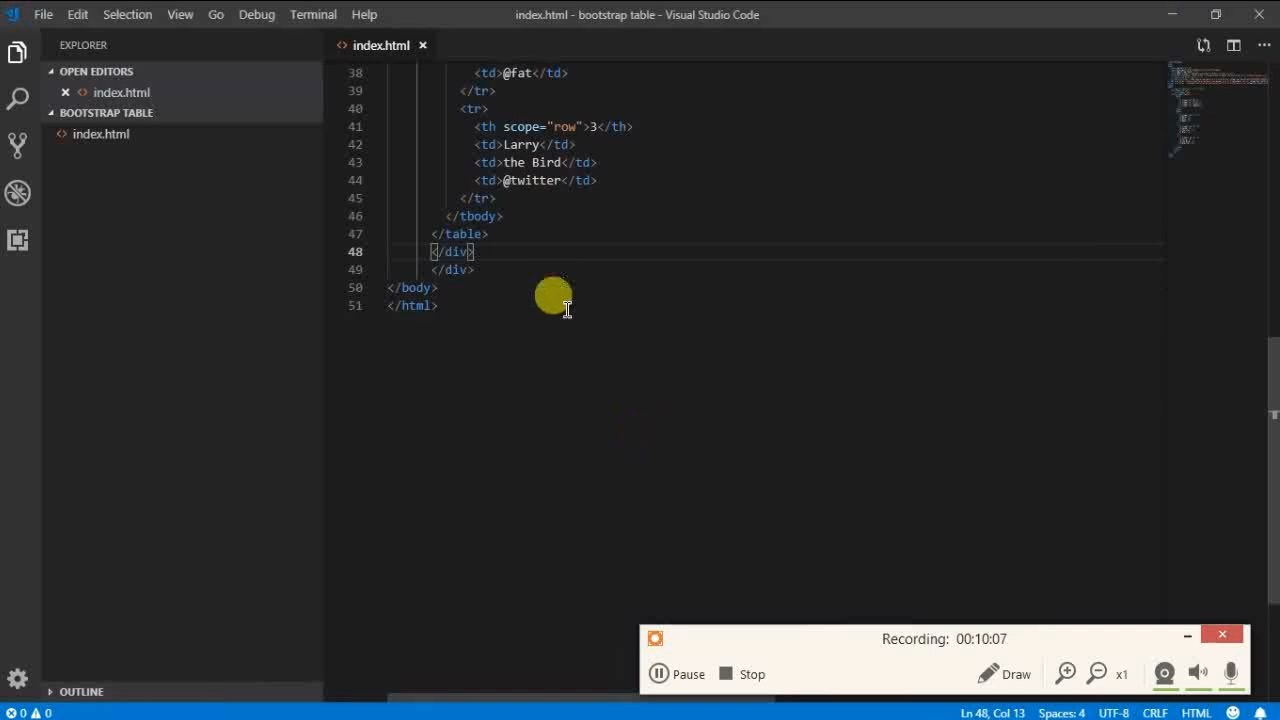 File Edit Selection View Go Debug Terminal Help index.html - bootstrap table - Visual Studio Code
EXPLORER
index.html
OPEN EDITORS
index.html
BOOTSTRAP TABLE
index.html
38 <td>@fat</td>
39 </tr>
40 <tr>
41 <th scope="row">3</th>
42 <td>Larry</td>
43 <td>the Bird</td>
44 <td>@twitter</td>
45 </tr>
46 </tbody>
47 </table>
48 </div>
49 </div>
50 </body>
51 </html>
Recording: 00:10:07
Pause Stop Draw x1
OUTLINE
0 0 Ln 48, Col 13 Spaces: 4 UTF-8 CRLF HTML